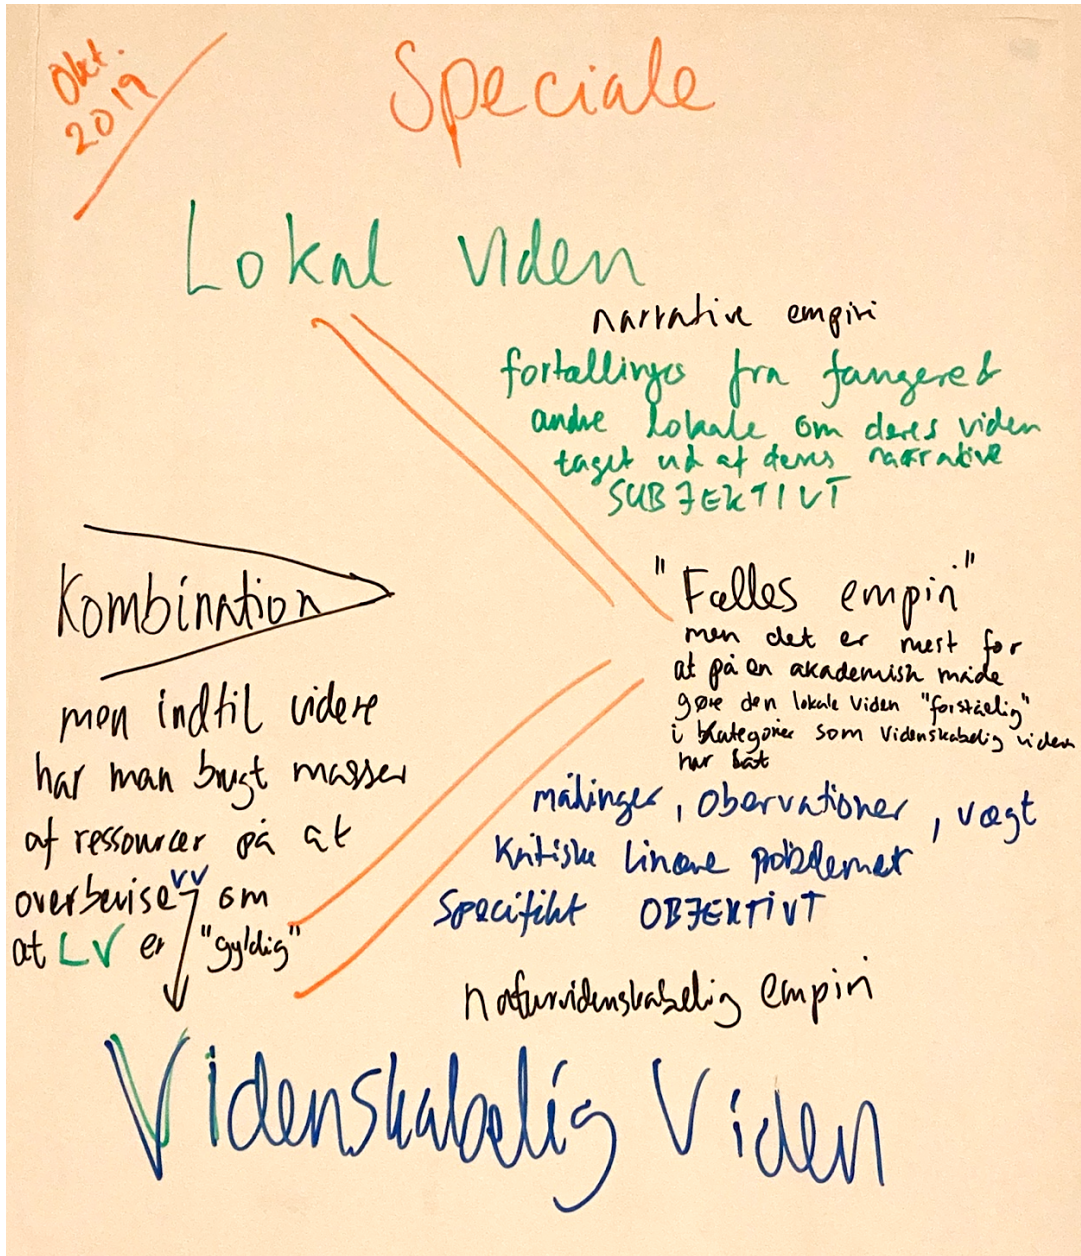 Okt.
2019
Speciale
Lokal viden
narrative empiri
fortællinger fra fangere &
andre lokale om deres viden
taget ud af deres narrative
SUBJEKTIVT
Kombination
men indtil videre
har man brugt masser
af ressourcer på at
overbevise VV om
at LV er "gyldig"
"Fælles empiri"
men det er mest for
at på en akademisk måde
gøre den lokale viden "forståelig"
i kategorier som Videnskabelig viden
har
målinger, Obervationer, vægt
Kritiske lineære
Specifikt OBJEKTIVT
naturvidenskabelig empiri
Videnskabelig Viden